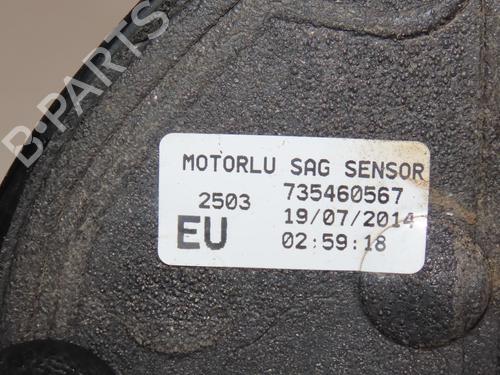 B-PARTS
MOTORLU SAG SENSOR
2503 735460567
EU 19/07/2014
02:59:18